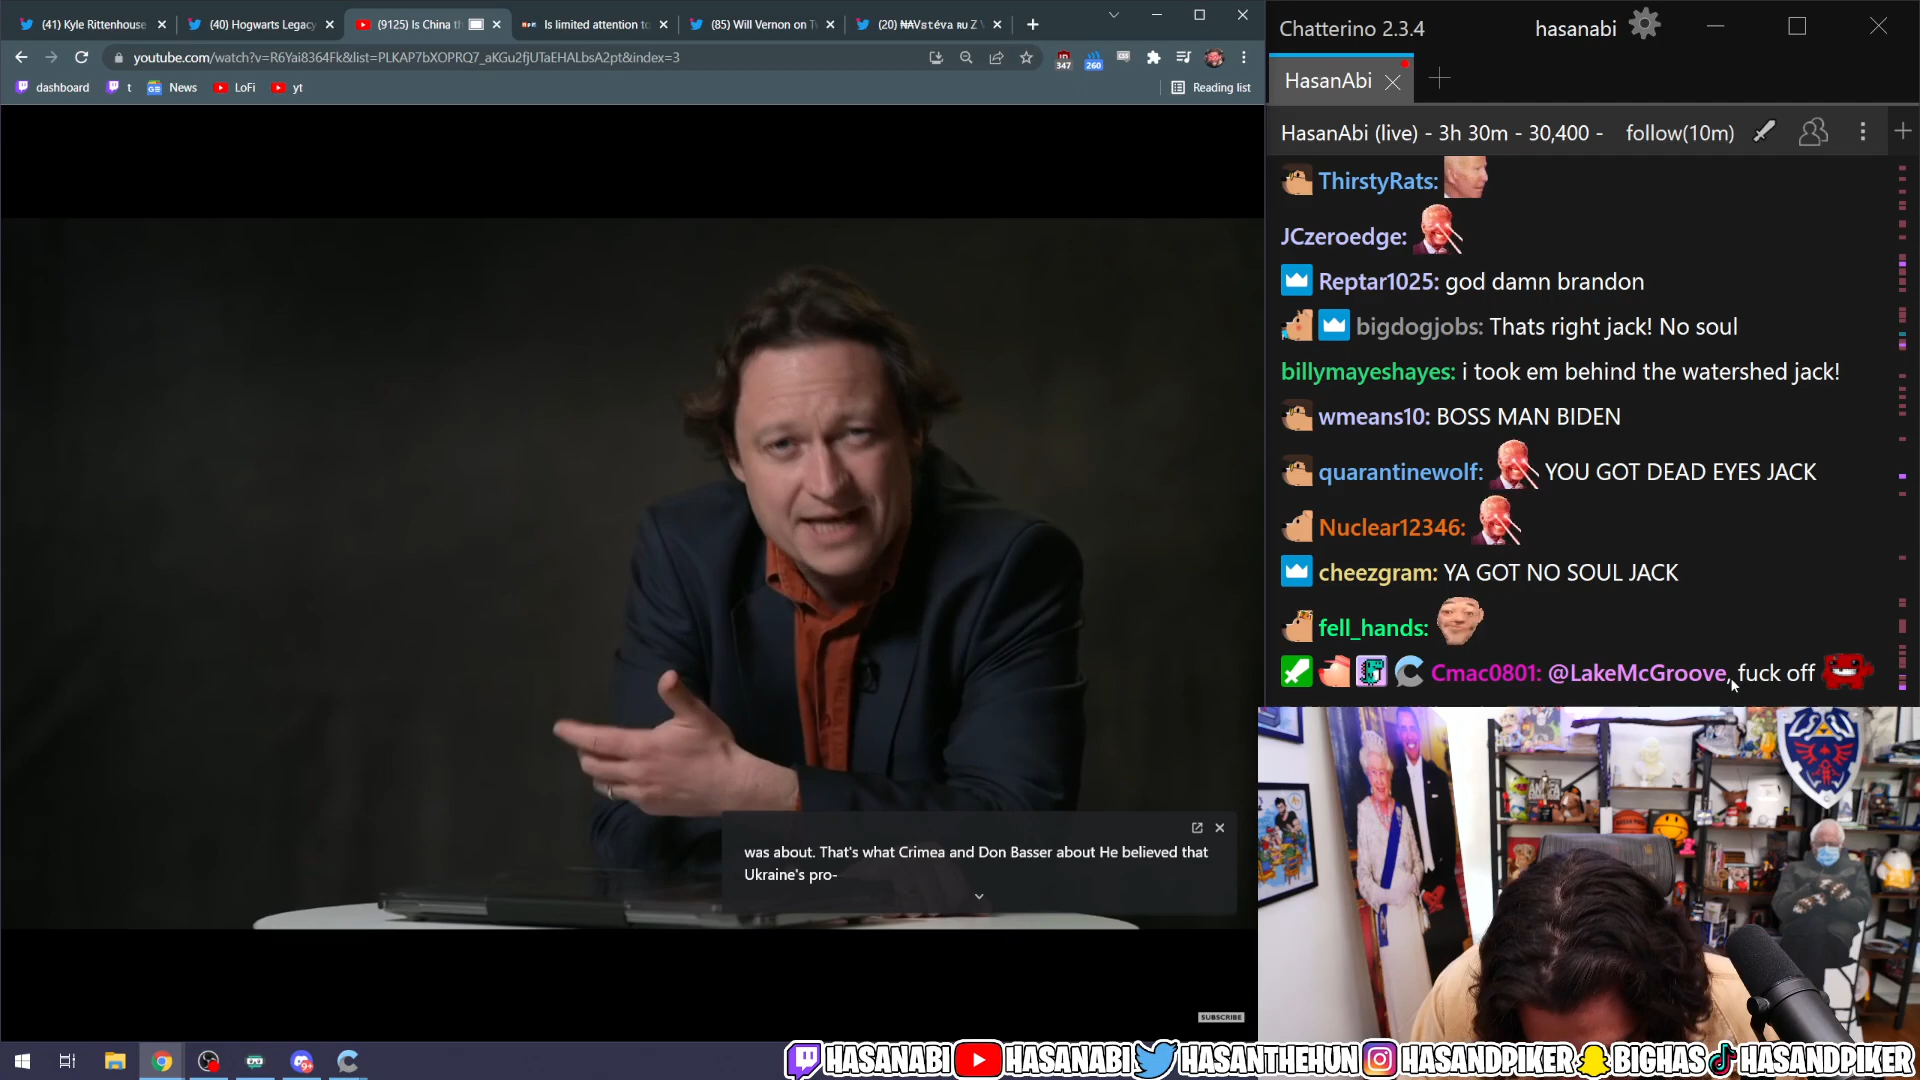 (41) Kyle Rittenhouse
(40) Hogwarts Legacy
(9125) Is China th
Is limited attention to
(85) Will Vernon on Tw
youtube.com/watch?v=R6Yai8364Fk&list=PLKAP7bXOPRQ7_aKGu2fjUTaEHALbsA2pt&index=3
347
260
dashboard
t
News
LoFi
yt
Reading list
was about. That's what Crimea and Don Basser about He believed that
Ukraine's pro-
SUBSCRIBE
Chatterino 2.3.4
hasanabi
HasanAbi
HasanAbi (live) - 3h 30m - 30,400 -
follow(10m)
ThirstyRats:
JCzeroedge:
Reptar1025: god damn brandon
bigdogjobs: Thats right jack! No soul
billymayeshayes: i took em behind the watershed jack!
wmeans10: BOSS MAN BIDEN
quarantinewolf: YOU GOT DEAD EYES JACK
Nuclear12346:
cheezgram: YA GOT NO SOUL JACK
fell_hands:
Cmac0801: @LakeMcGroove, fuck off
HASANABI HASANABI HASANTHEHUN HASANDPIKER BIGHAS HASANDPIKER